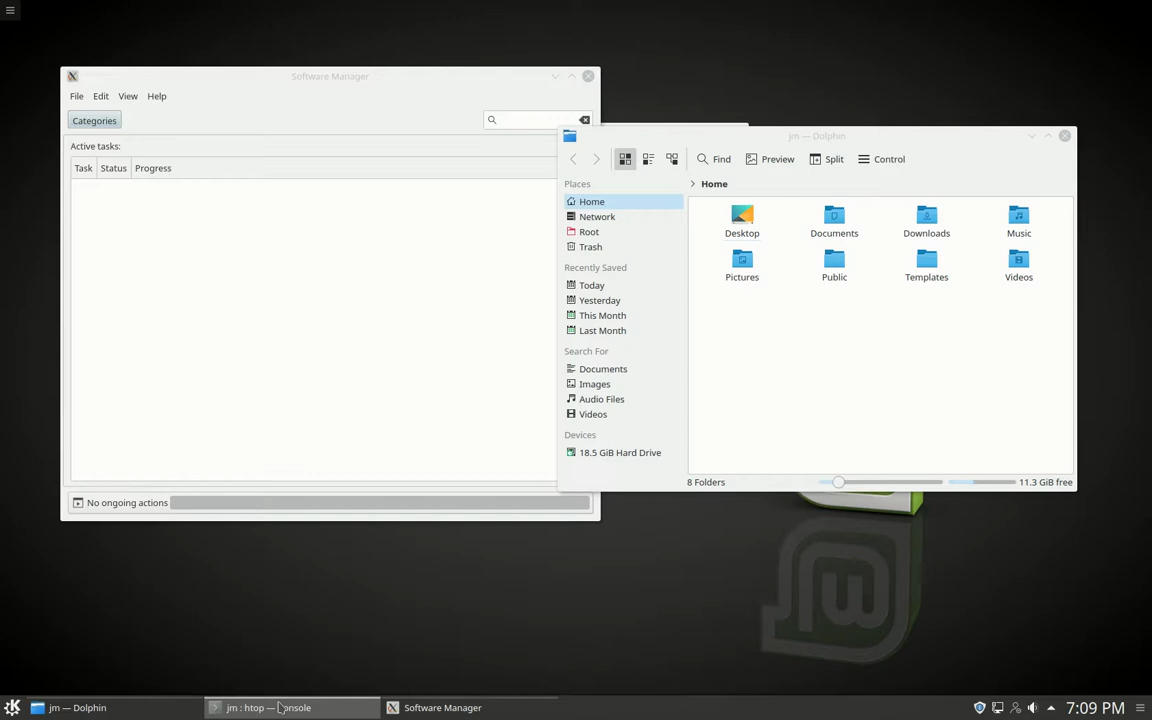 Software Manager
File Edit View Help
Categories
Active tasks:
Task Status Progress
No ongoing actions
jm — Dolphin
Find Preview Split Control
Places
Home
Network
Root
Trash
Recently Saved
Today
Yesterday
This Month
Last Month
Search For
Documents
Images
Audio Files
Videos
Devices
18.5 GiB Hard Drive
Home
Desktop Documents Downloads Music
Pictures Public Templates Videos
8 Folders 11.3 GiB free
jm — Dolphin jm : htop — Konsole Software Manager 7:09 PM